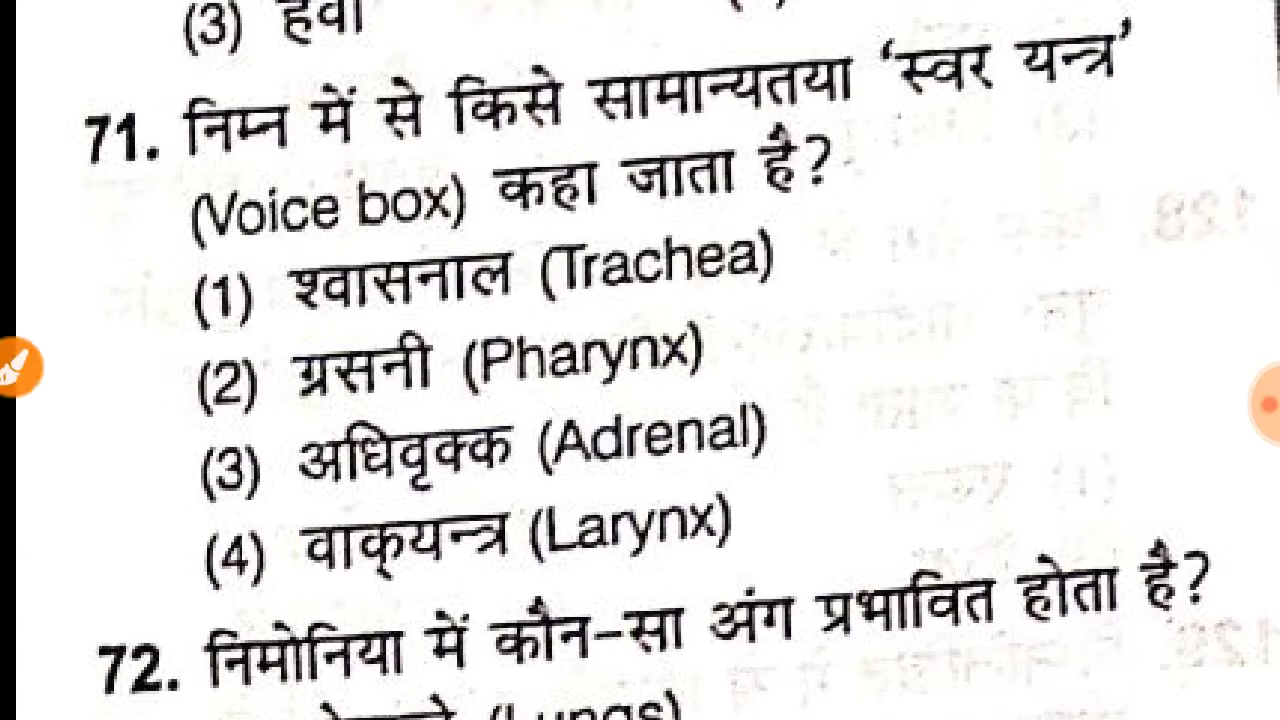 (3) हवा
71. निम्न में से किसे सामान्यतया ‘स्वर यन्त्र’
(Voice box) कहा जाता है?
(1) श्वासनाल (Trachea)
(2) ग्रसनी (Pharynx)
(3) अधिवृक्क (Adrenal)
(4) वाक्‌यन्त्र (Larynx)
72. निमोनिया में कौन-सा अंग प्रभावित होता है?
(Lungs)